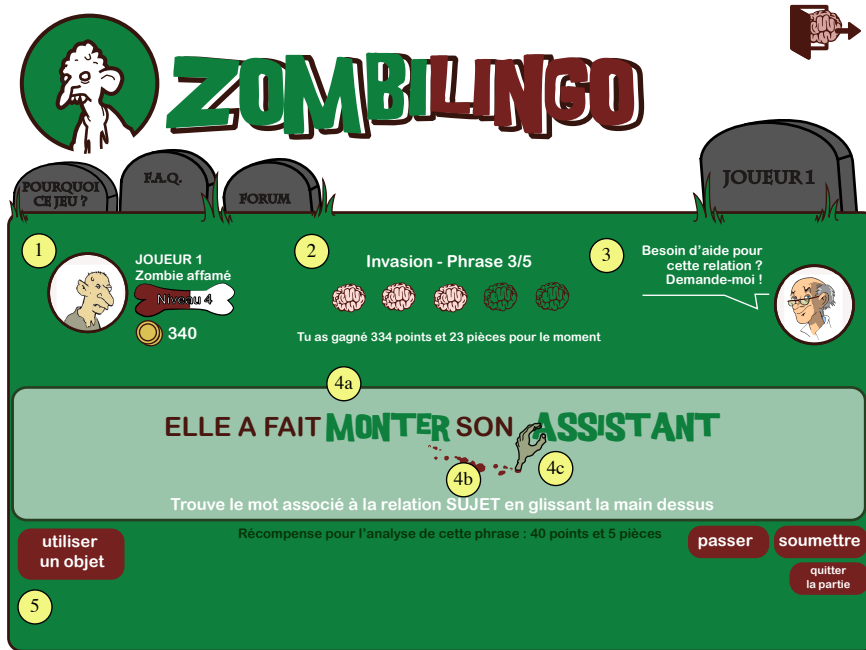 ZOMBILINGO
POURQUOI
CE JEU ?
F.A.Q.
FORUM
JOUEUR 1
1
JOUEUR 1
Zombie affamé
Niveau 4
340
2
Invasion - Phrase 3/5
Tu as gagné 334 points et 23 pièces pour le moment
3
Besoin d'aide pour
cette relation ?
Demande-moi !
4a
ELLE A FAIT MONTER SON ASSISTANT
4b
4c
Trouve le mot associé à la relation SUJET en glissant la main dessus
Récompense pour l'analyse de cette phrase : 40 points et 5 pièces
utiliser
un objet
passer
soumettre
quitter
la partie
5